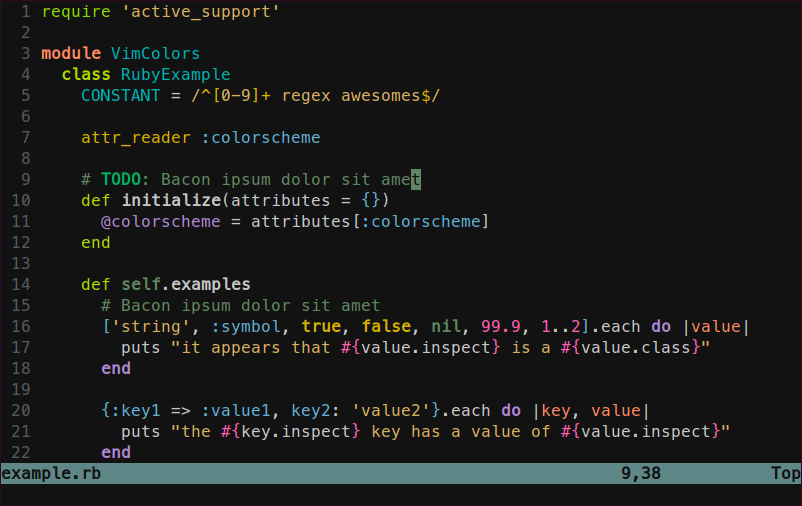 1 require 'active_support'
2
3 module VimColors
4   class RubyExample
5     CONSTANT = /^[0-9]+ regex awesomes$/
6
7     attr_reader :colorscheme
8
9     # TODO: Bacon ipsum dolor sit amet
10     def initialize(attributes = {})
11       @colorscheme = attributes[:colorscheme]
12     end
13
14     def self.examples
15       # Bacon ipsum dolor sit amet
16       ['string', :symbol, true, false, nil, 99.9, 1..2].each do |value|
17         puts "it appears that #{value.inspect} is a #{value.class}"
18       end
19
20       {:key1 => :value1, key2: 'value2'}.each do |key, value|
21         puts "the #{key.inspect} key has a value of #{value.inspect}"
22       end
example.rb 9,38 Top